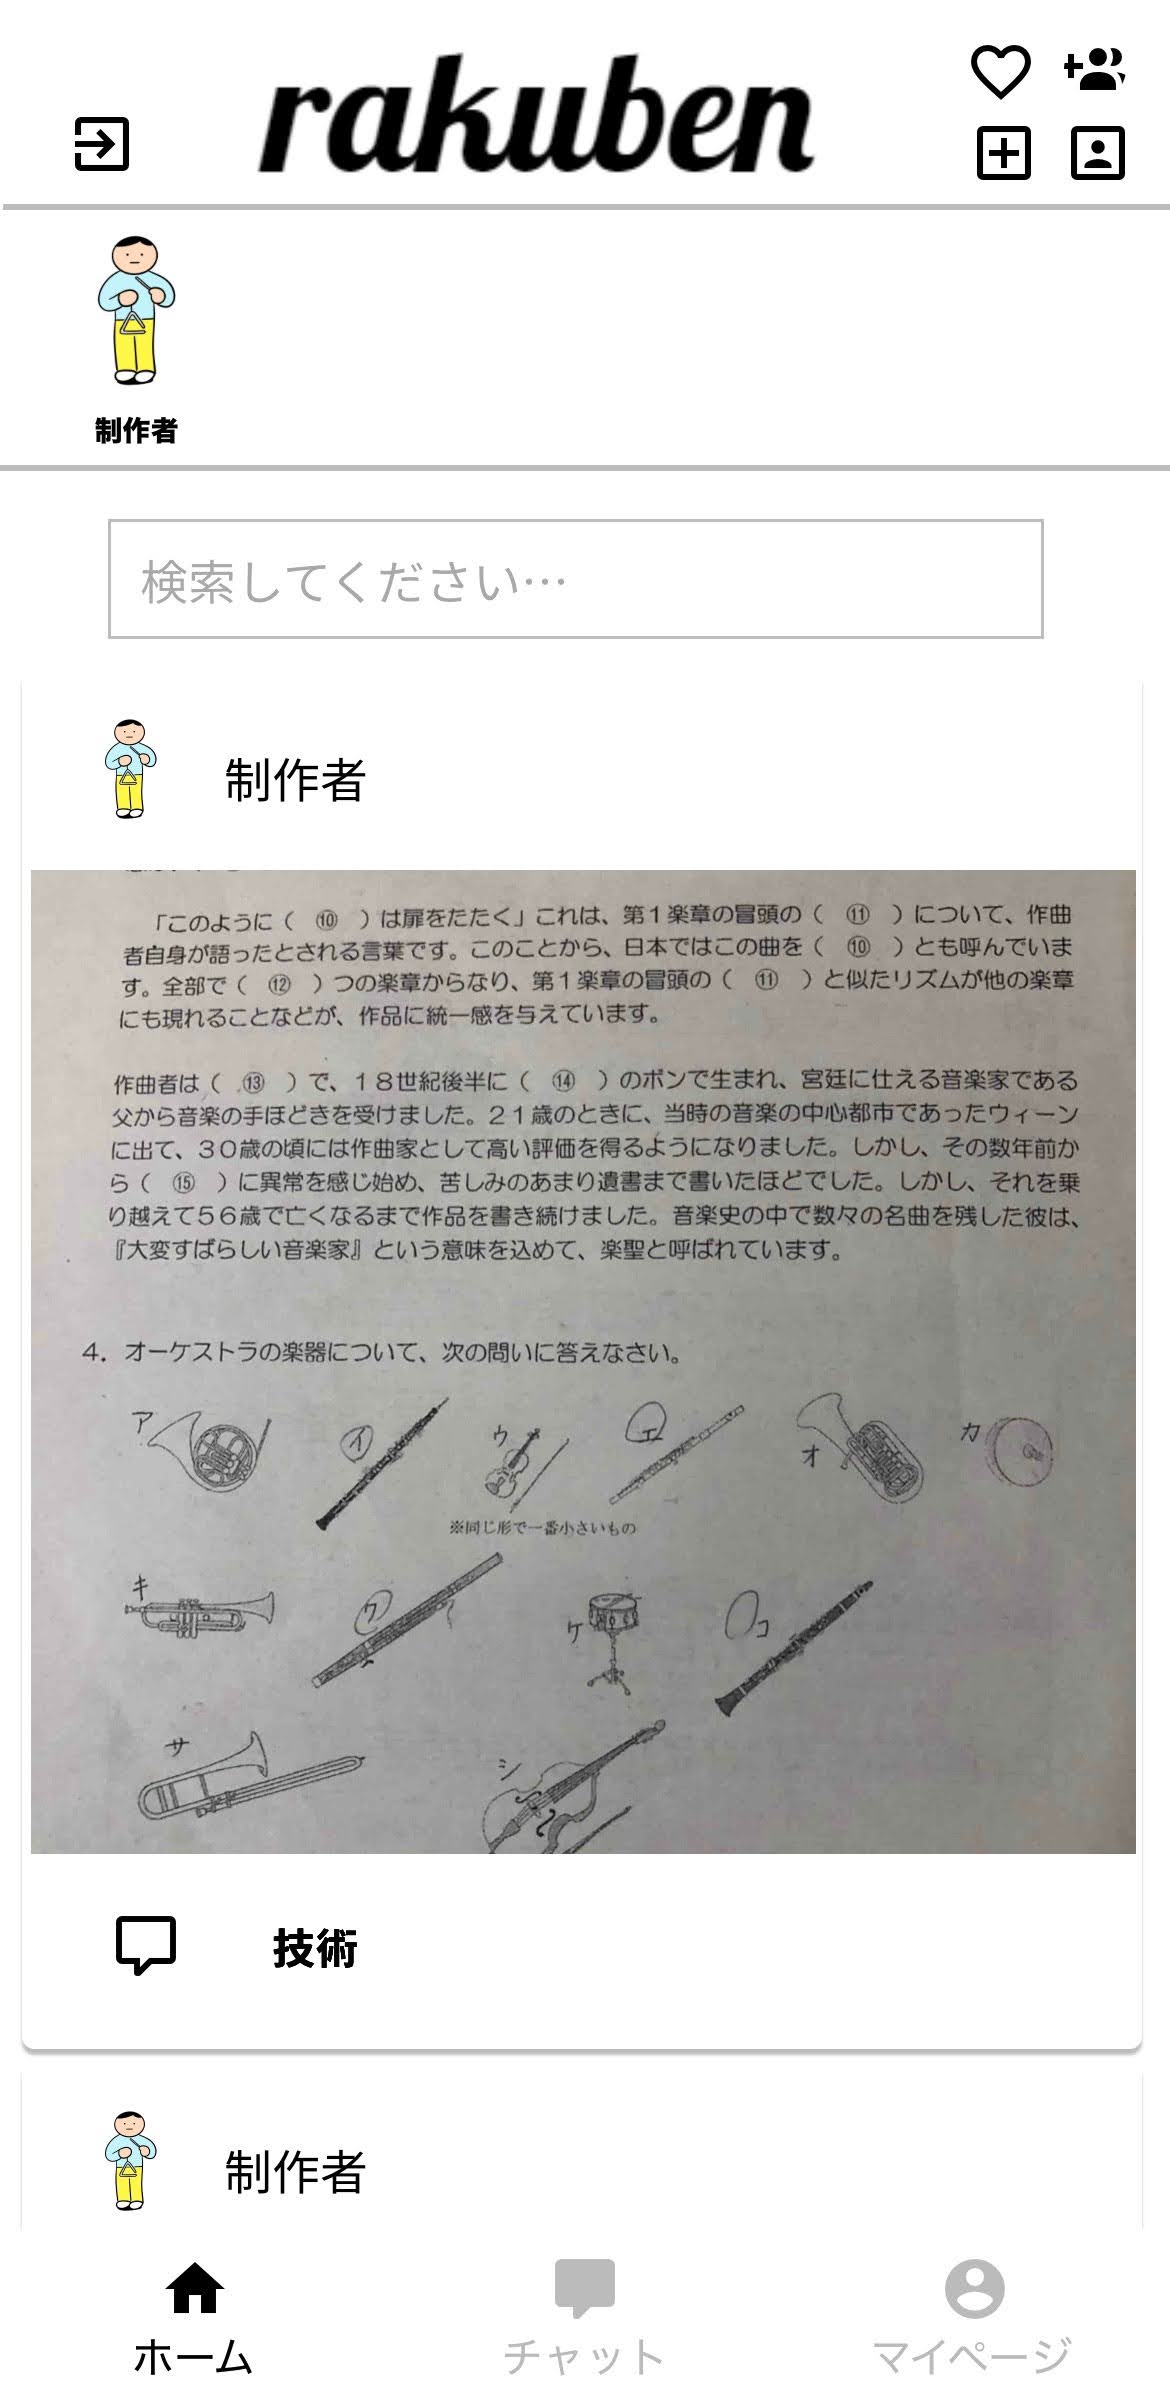 rakuben
制作者
検索してください…
制作者
「このように（　⑩　）は扉をたたく」これは、第１楽章の冒頭の（　⑪　）について、作曲
者自身が語ったとされる言葉です。このことから、日本ではこの曲を（　⑩　）とも呼んでいま
す。全部で（　⑫　）つの楽章からなり、第１楽章の冒頭の（　⑪　）と似たリズムが他の楽章
にも現れることなどが、作品に統一感を与えています。
作曲者は（　⑬　）で、１８世紀後半に（　⑭　）のボンで生まれ、宮廷に仕える音楽家である
父から音楽の手ほどきを受けました。２１歳のときに、当時の音楽の中心都市であったウィーン
に出て、３０歳の頃には作曲家として高い評価を得るようになりました。しかし、その数年前か
ら（　⑮　）に異常を感じ始め、苦しみのあまり遺書まで書いたほどでした。しかし、それを乗
り越えて５６歳で亡くなるまで作品を書き続けました。音楽史の中で数々の名曲を残した彼は、
『大変すばらしい音楽家』という意味を込めて、楽聖と呼ばれています。
４．オーケストラの楽器について、次の問いに答えなさい。
ア　イ　ウ　エ　オ　カ
※同じ形で一番小さいもの
キ　ク　ケ　コ
サ　シ
技術
制作者
ホーム　チャット　マイページ